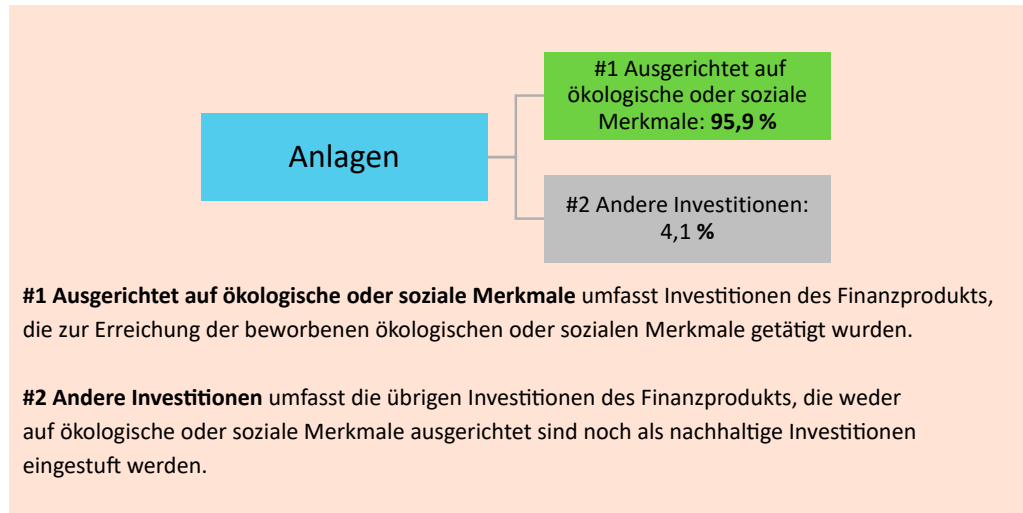 #1 Ausgerichtet auf
ökologische oder soziale
Merkmale: 95,9 %
Anlagen
#2 Andere Investitionen:
4,1 %
#1 Ausgerichtet auf ökologische oder soziale Merkmale umfasst Investitionen des Finanzprodukts,
die zur Erreichung der beworbenen ökologischen oder sozialen Merkmale getätigt wurden.
#2 Andere Investitionen umfasst die übrigen Investitionen des Finanzprodukts, die weder
auf ökologische oder soziale Merkmale ausgerichtet sind noch als nachhaltige Investitionen
eingestuft werden.